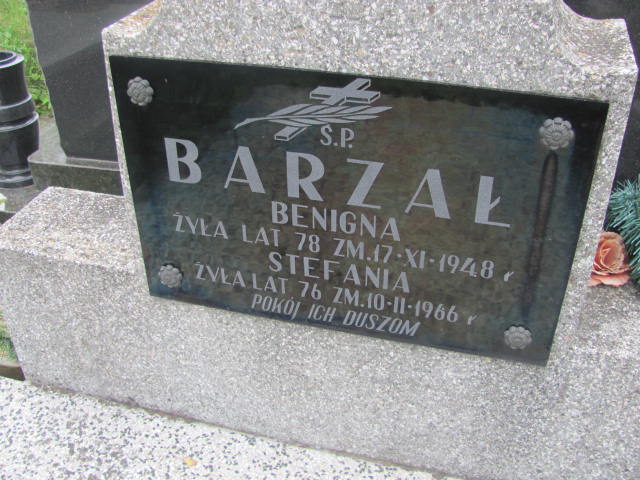 Ś.P.
BARZAŁ
BENIGNA
ŻYŁA LAT 78 ZM.17-XI-1948 r
STEFANIA
ŻYŁA LAT 76 ZM.10-II-1966 r
POKÓJ ICH DUSZOM